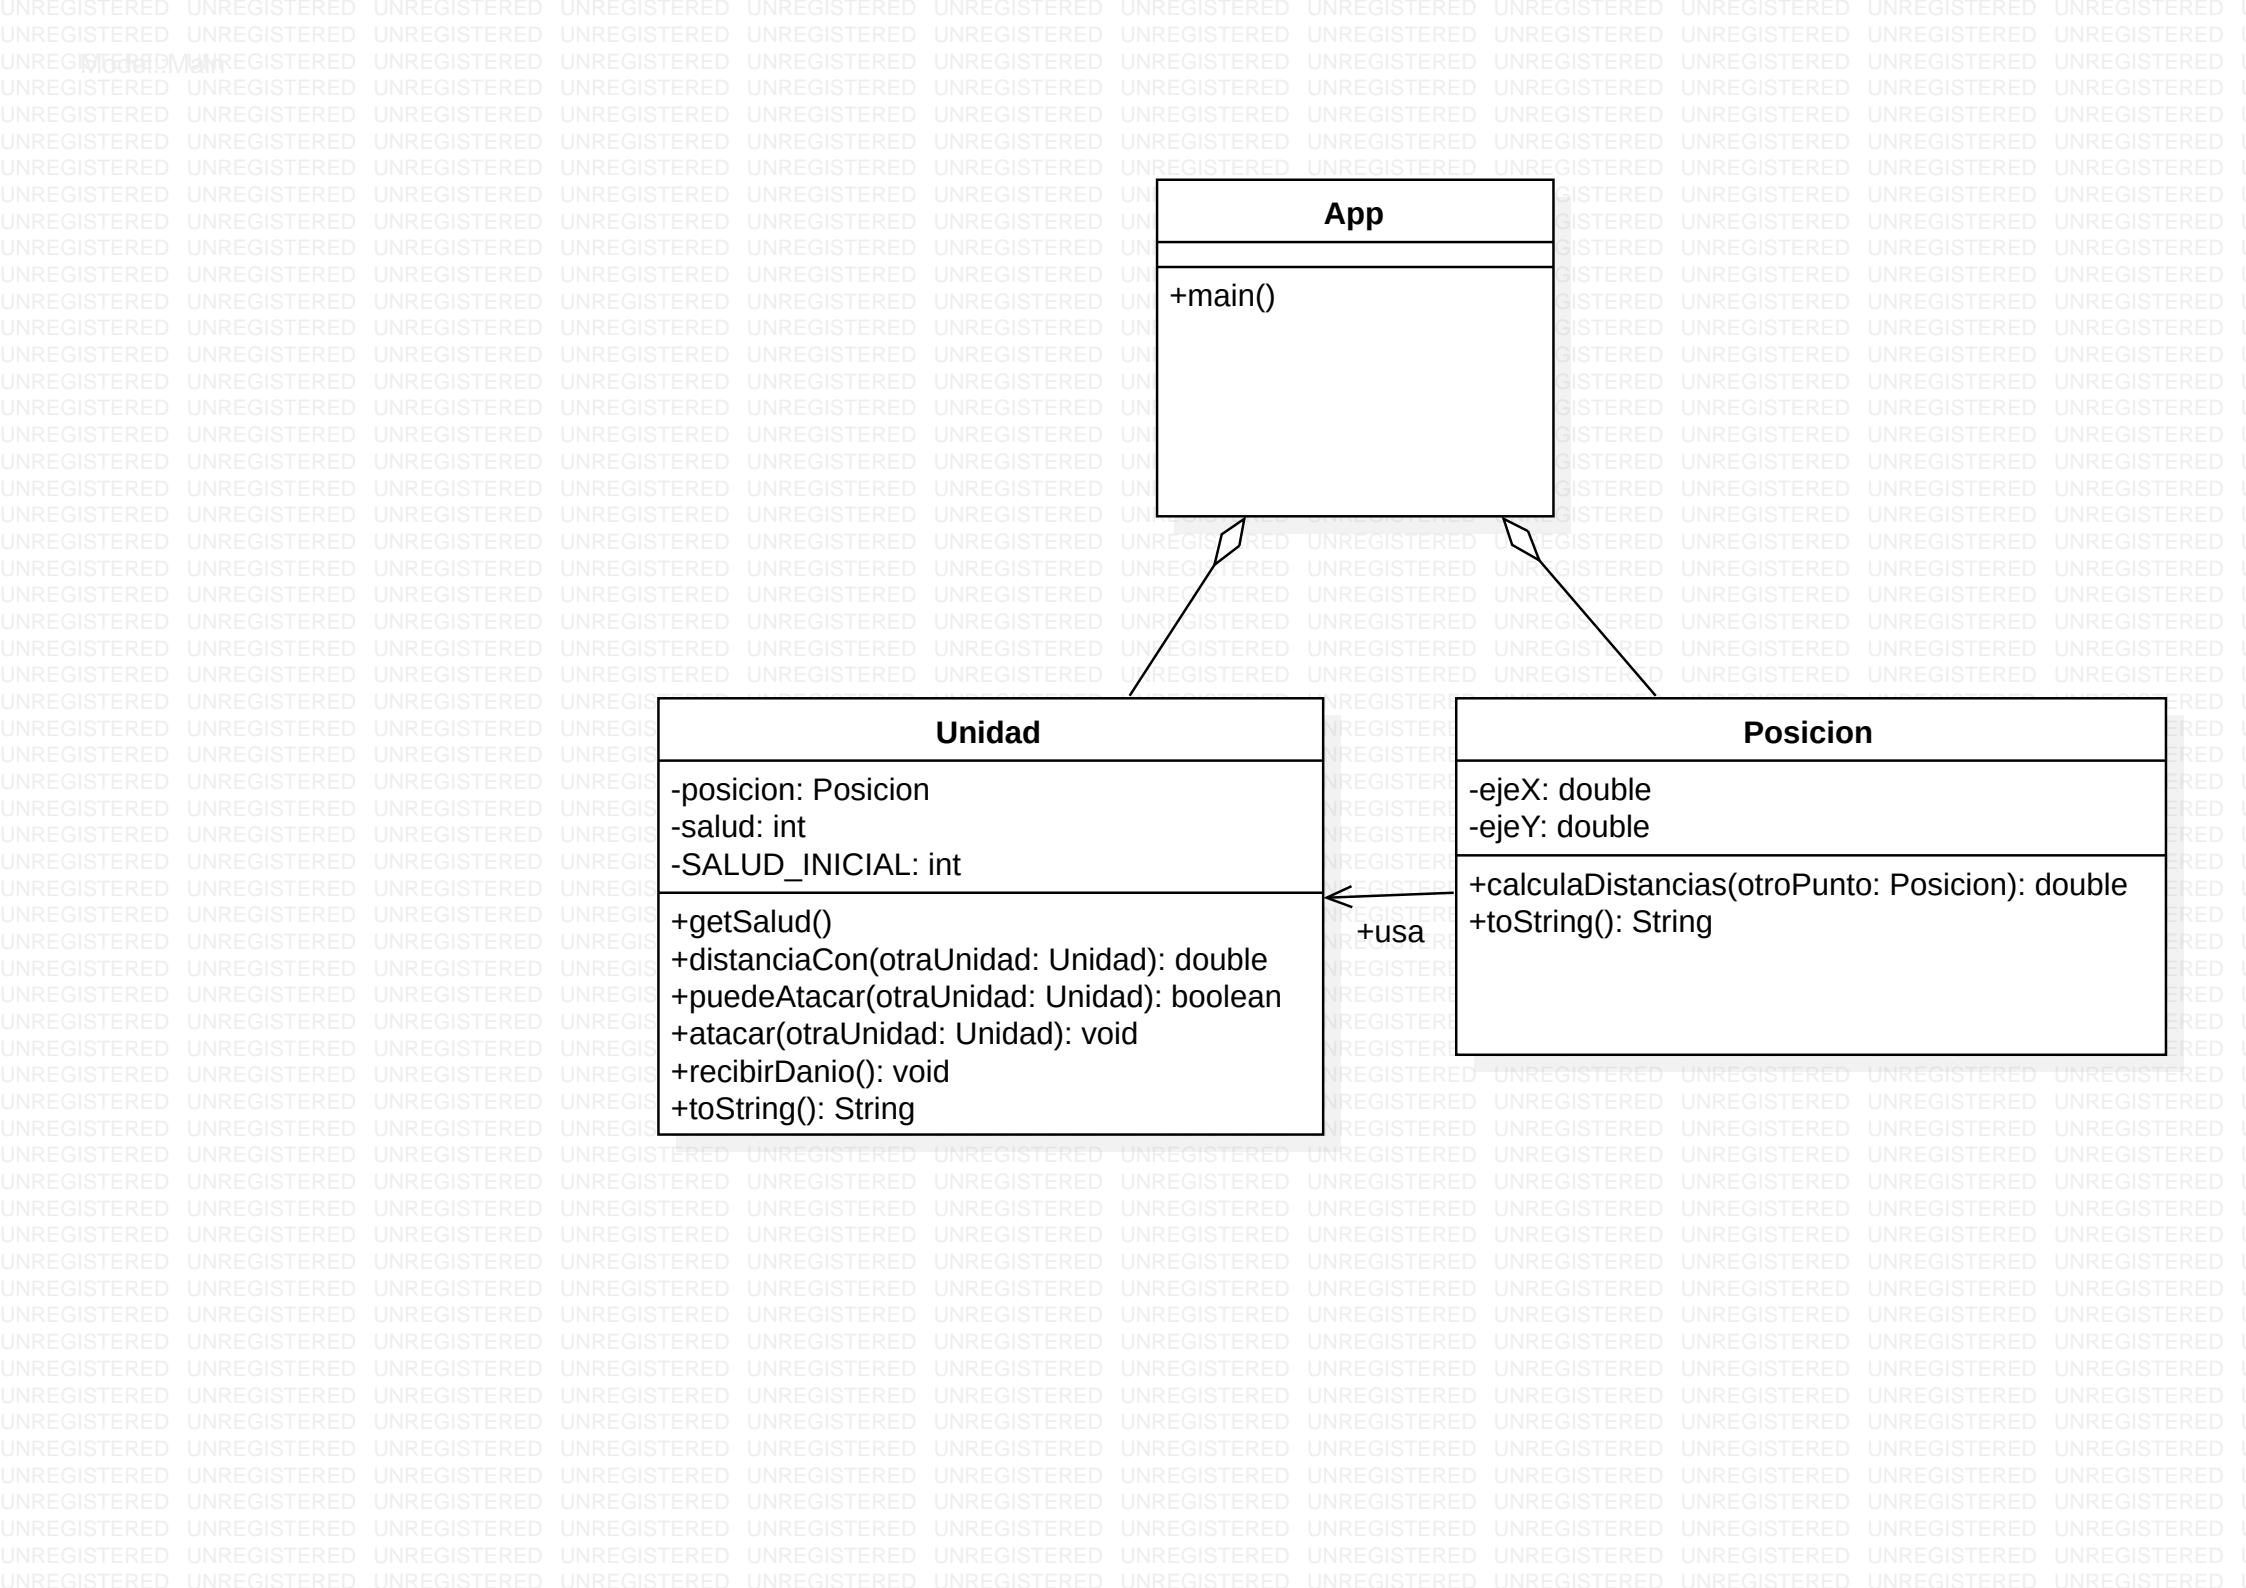 Model::Main
App
+main()
Unidad
-posicion: Posicion
-salud: int
-SALUD_INICIAL: int
+getSalud()
+distanciaCon(otraUnidad: Unidad): double
+puedeAtacar(otraUnidad: Unidad): boolean
+atacar(otraUnidad: Unidad): void
+recibirDanio(): void
+toString(): String
+usa
Posicion
-ejeX: double
-ejeY: double
+calculaDistancias(otroPunto: Posicion): double
+toString(): String
UNREGISTERED